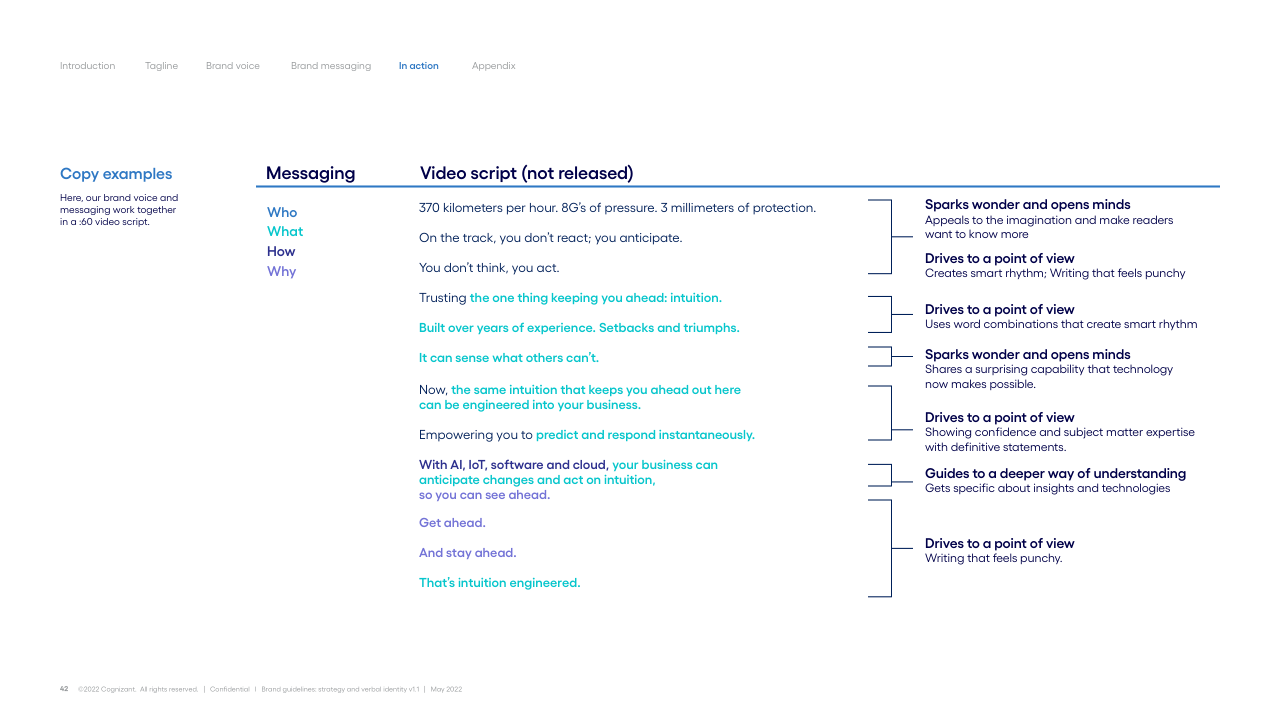 Introduction Tagline Brand voice Brand messaging In action Appendix
Copy examples
Here, our brand voice and
messaging work together
in a :60 video script.
Messaging
Who
What
How
Why
Video script (not released)
370 kilometers per hour. 8G's of pressure. 3 millimeters of protection.
On the track, you don't react; you anticipate.
You don't think, you act.
Trusting the one thing keeping you ahead: intuition.
Built over years of experience. Setbacks and triumphs.
It can sense what others can't.
Now, the same intuition that keeps you ahead out here
can be engineered into your business.
Empowering you to predict and respond instantaneously.
With AI, IoT, software and cloud, your business can
anticipate changes and act on intuition,
so you can see ahead.
Get ahead.
And stay ahead.
That's intuition engineered.
Sparks wonder and opens minds
Appeals to the imagination and make readers
want to know more
Drives to a point of view
Creates smart rhythm; Writing that feels punchy
Drives to a point of view
Uses word combinations that create smart rhythm
Sparks wonder and opens minds
Shares a surprising capability that technology
now makes possible.
Drives to a point of view
Showing confidence and subject matter expertise
with definitive statements.
Guides to a deeper way of understanding
Gets specific about insights and technologies
Drives to a point of view
Writing that feels punchy.
42 ©2022 Cognizant. All rights reserved. | Confidential | Brand guidelines: strategy and verbal identity v1.1 | May 2022